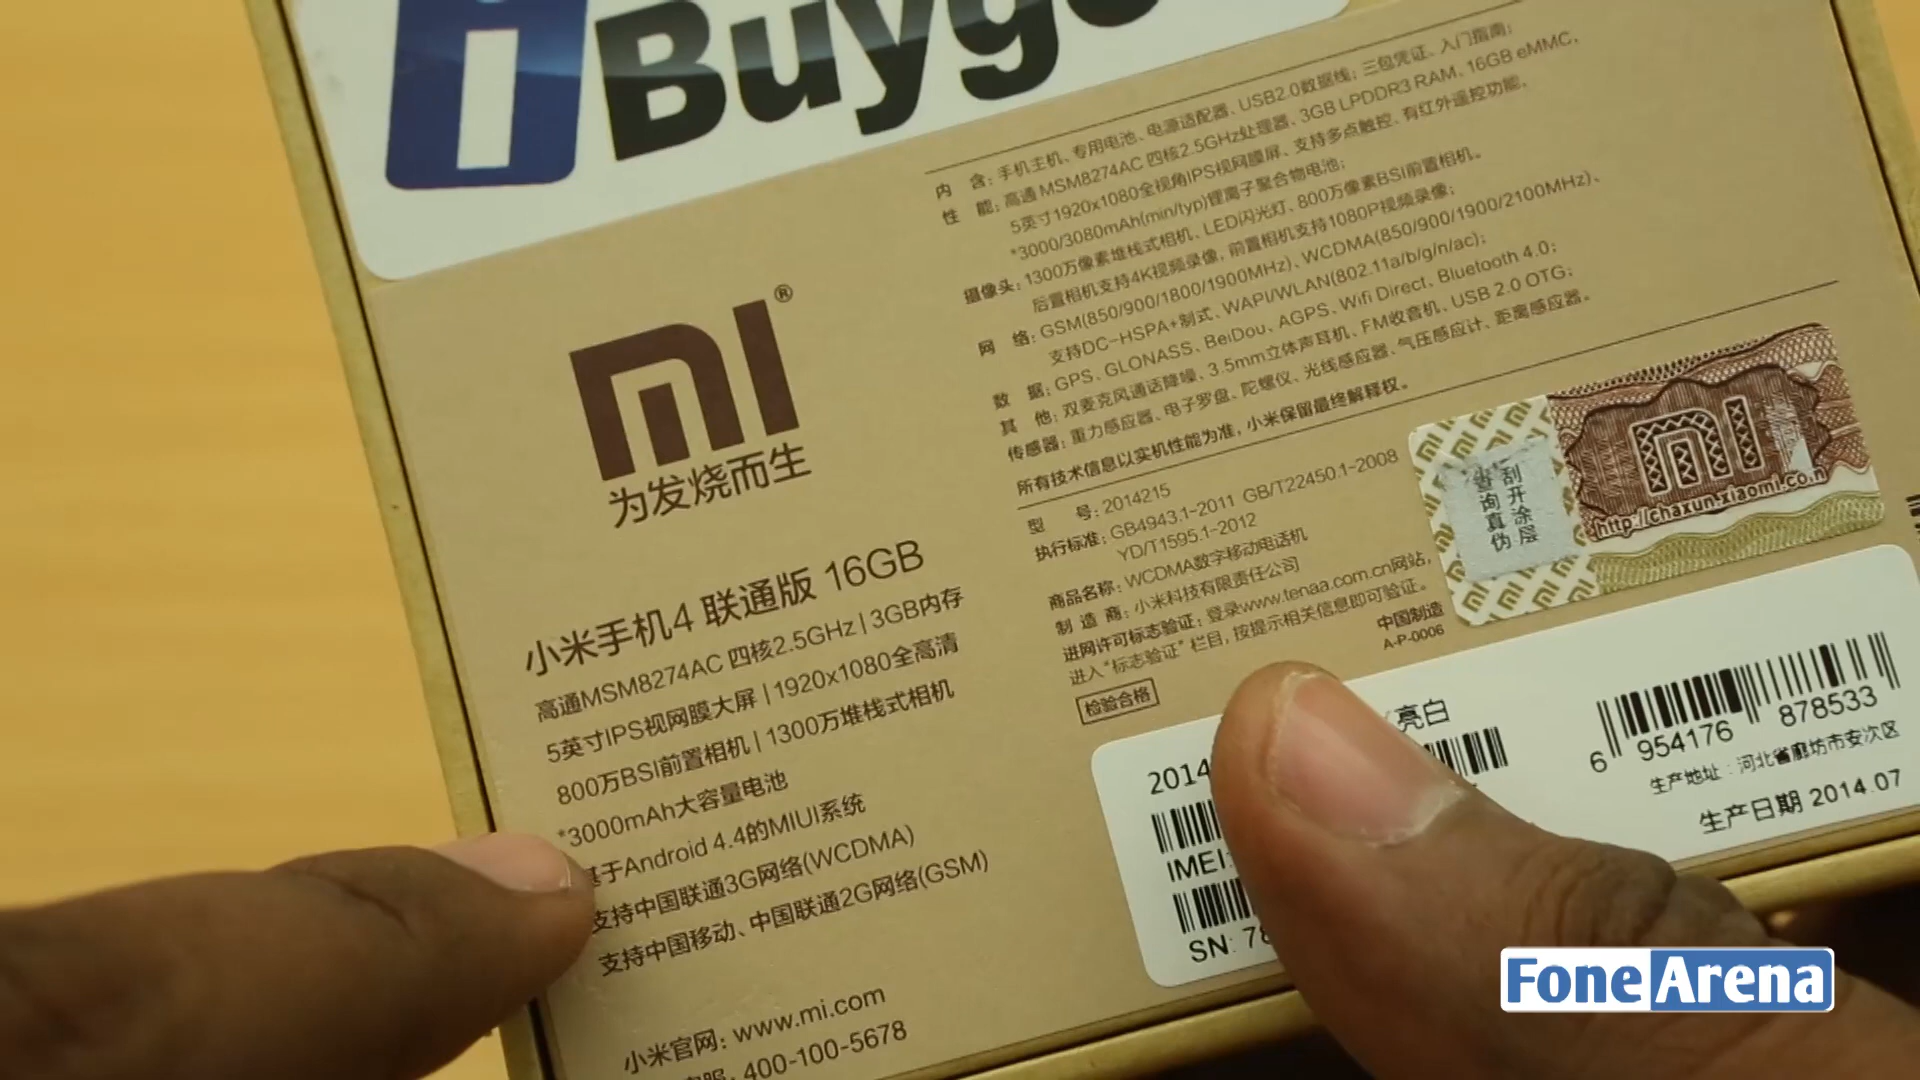 i Buyg
MI®
为发烧而生
小米手机4 联通版 16GB
高通MSM8274AC 四核2.5GHz | 3GB内存
5英寸IPS视网膜大屏 | 1920x1080全高清
800万BSI前置相机 | 1300万堆栈式相机
*3000mAh大容量电池
基于Android 4.4的MIUI系统
支持中国联通3G网络(WCDMA)
支持中国移动、中国联通2G网络(GSM)
小米官网: www.mi.com
400-100-5678
内 含: 手机主机、专用电池、电源适配器、USB2.0数据线; 三包凭证、入门指南;
性 能: 高通 MSM8274AC 四核2.5GHz处理器、3GB LPDDR3 RAM, 16GB eMMC,
5英寸1920x1080全视角IPS视网膜屏、支持多点触控、有红外遥控功能,
*3000/3080mAh(min/typ)锂离子聚合物电池;
摄像头: 1300万像素堆栈式相机、LED闪光灯、800万像素BSI前置相机。
后置相机支持4K视频录像, 前置相机支持1080P视频录像;
网 络: GSM(850/900/1800/1900MHz)、WCDMA(850/900/1900/2100MHz)、
支持DC-HSPA+制式、WAPI/WLAN(802.11a/b/g/n/ac);
数 据: GPS、GLONASS、BeiDou、AGPS、Wifi Direct、Bluetooth 4.0;
其 他: 双麦克风通话降噪、3.5mm立体声耳机、FM收音机、USB 2.0 OTG;
传感器: 重力感应器、电子罗盘、陀螺仪、光线感应器、气压感应计、距离感应器。
所有技术信息以实机性能为准, 小米保留最终解释权。
型 号: 2014215
执行标准: GB4943.1-2011 GB/T22450.1-2008
YD/T1595.1-2012
商品名称: WCDMA数字移动电话机
制 造 商: 小米科技有限责任公司
进网许可标志验证: 登录www.tenaa.com.cn网站,
进入“标志验证”栏目, 按提示相关信息即可验证。
中国制造
A-P-0006
检验合格
刮开涂层
查询真伪
MI
http://chaxun.xiaomi.co.n
2014
亮白
IMEI:
SN: 78
6 954176 878533
生产地址: 河北省廊坊市安次区
生产日期 2014.07
FoneArena